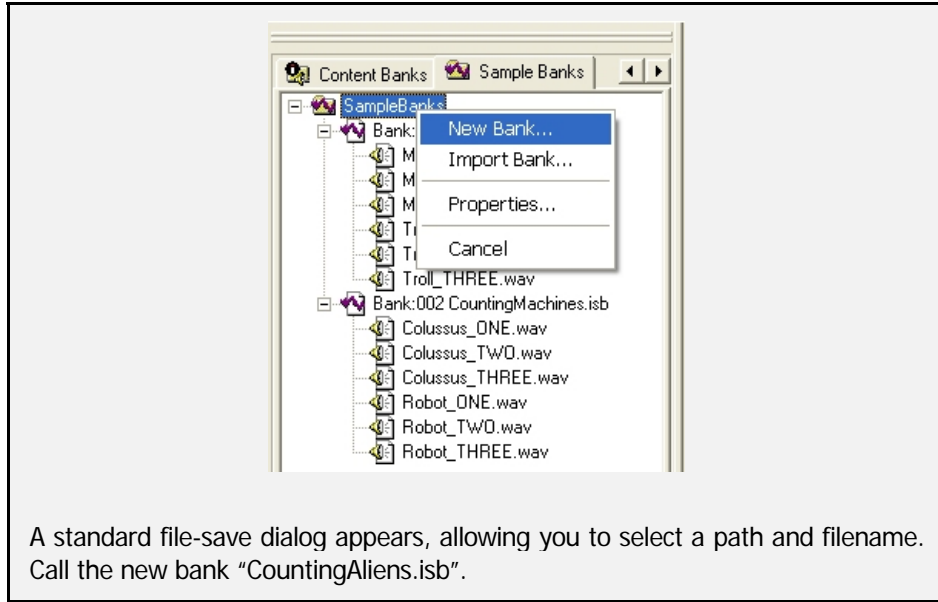 Content Banks Sample Banks
SampleBanks
Bank:
New Bank...
M
Import Bank...
M
M
Properties...
Tr
Cancel
Tr
Troll_THREE.wav
Bank:002 CountingMachines.isb
Colussus_ONE.wav
Colussus_TWO.wav
Colussus_THREE.wav
Robot_ONE.wav
Robot_TWO.wav
Robot_THREE.wav
A standard file-save dialog appears, allowing you to select a path and filename.
Call the new bank “CountingAliens.isb”.